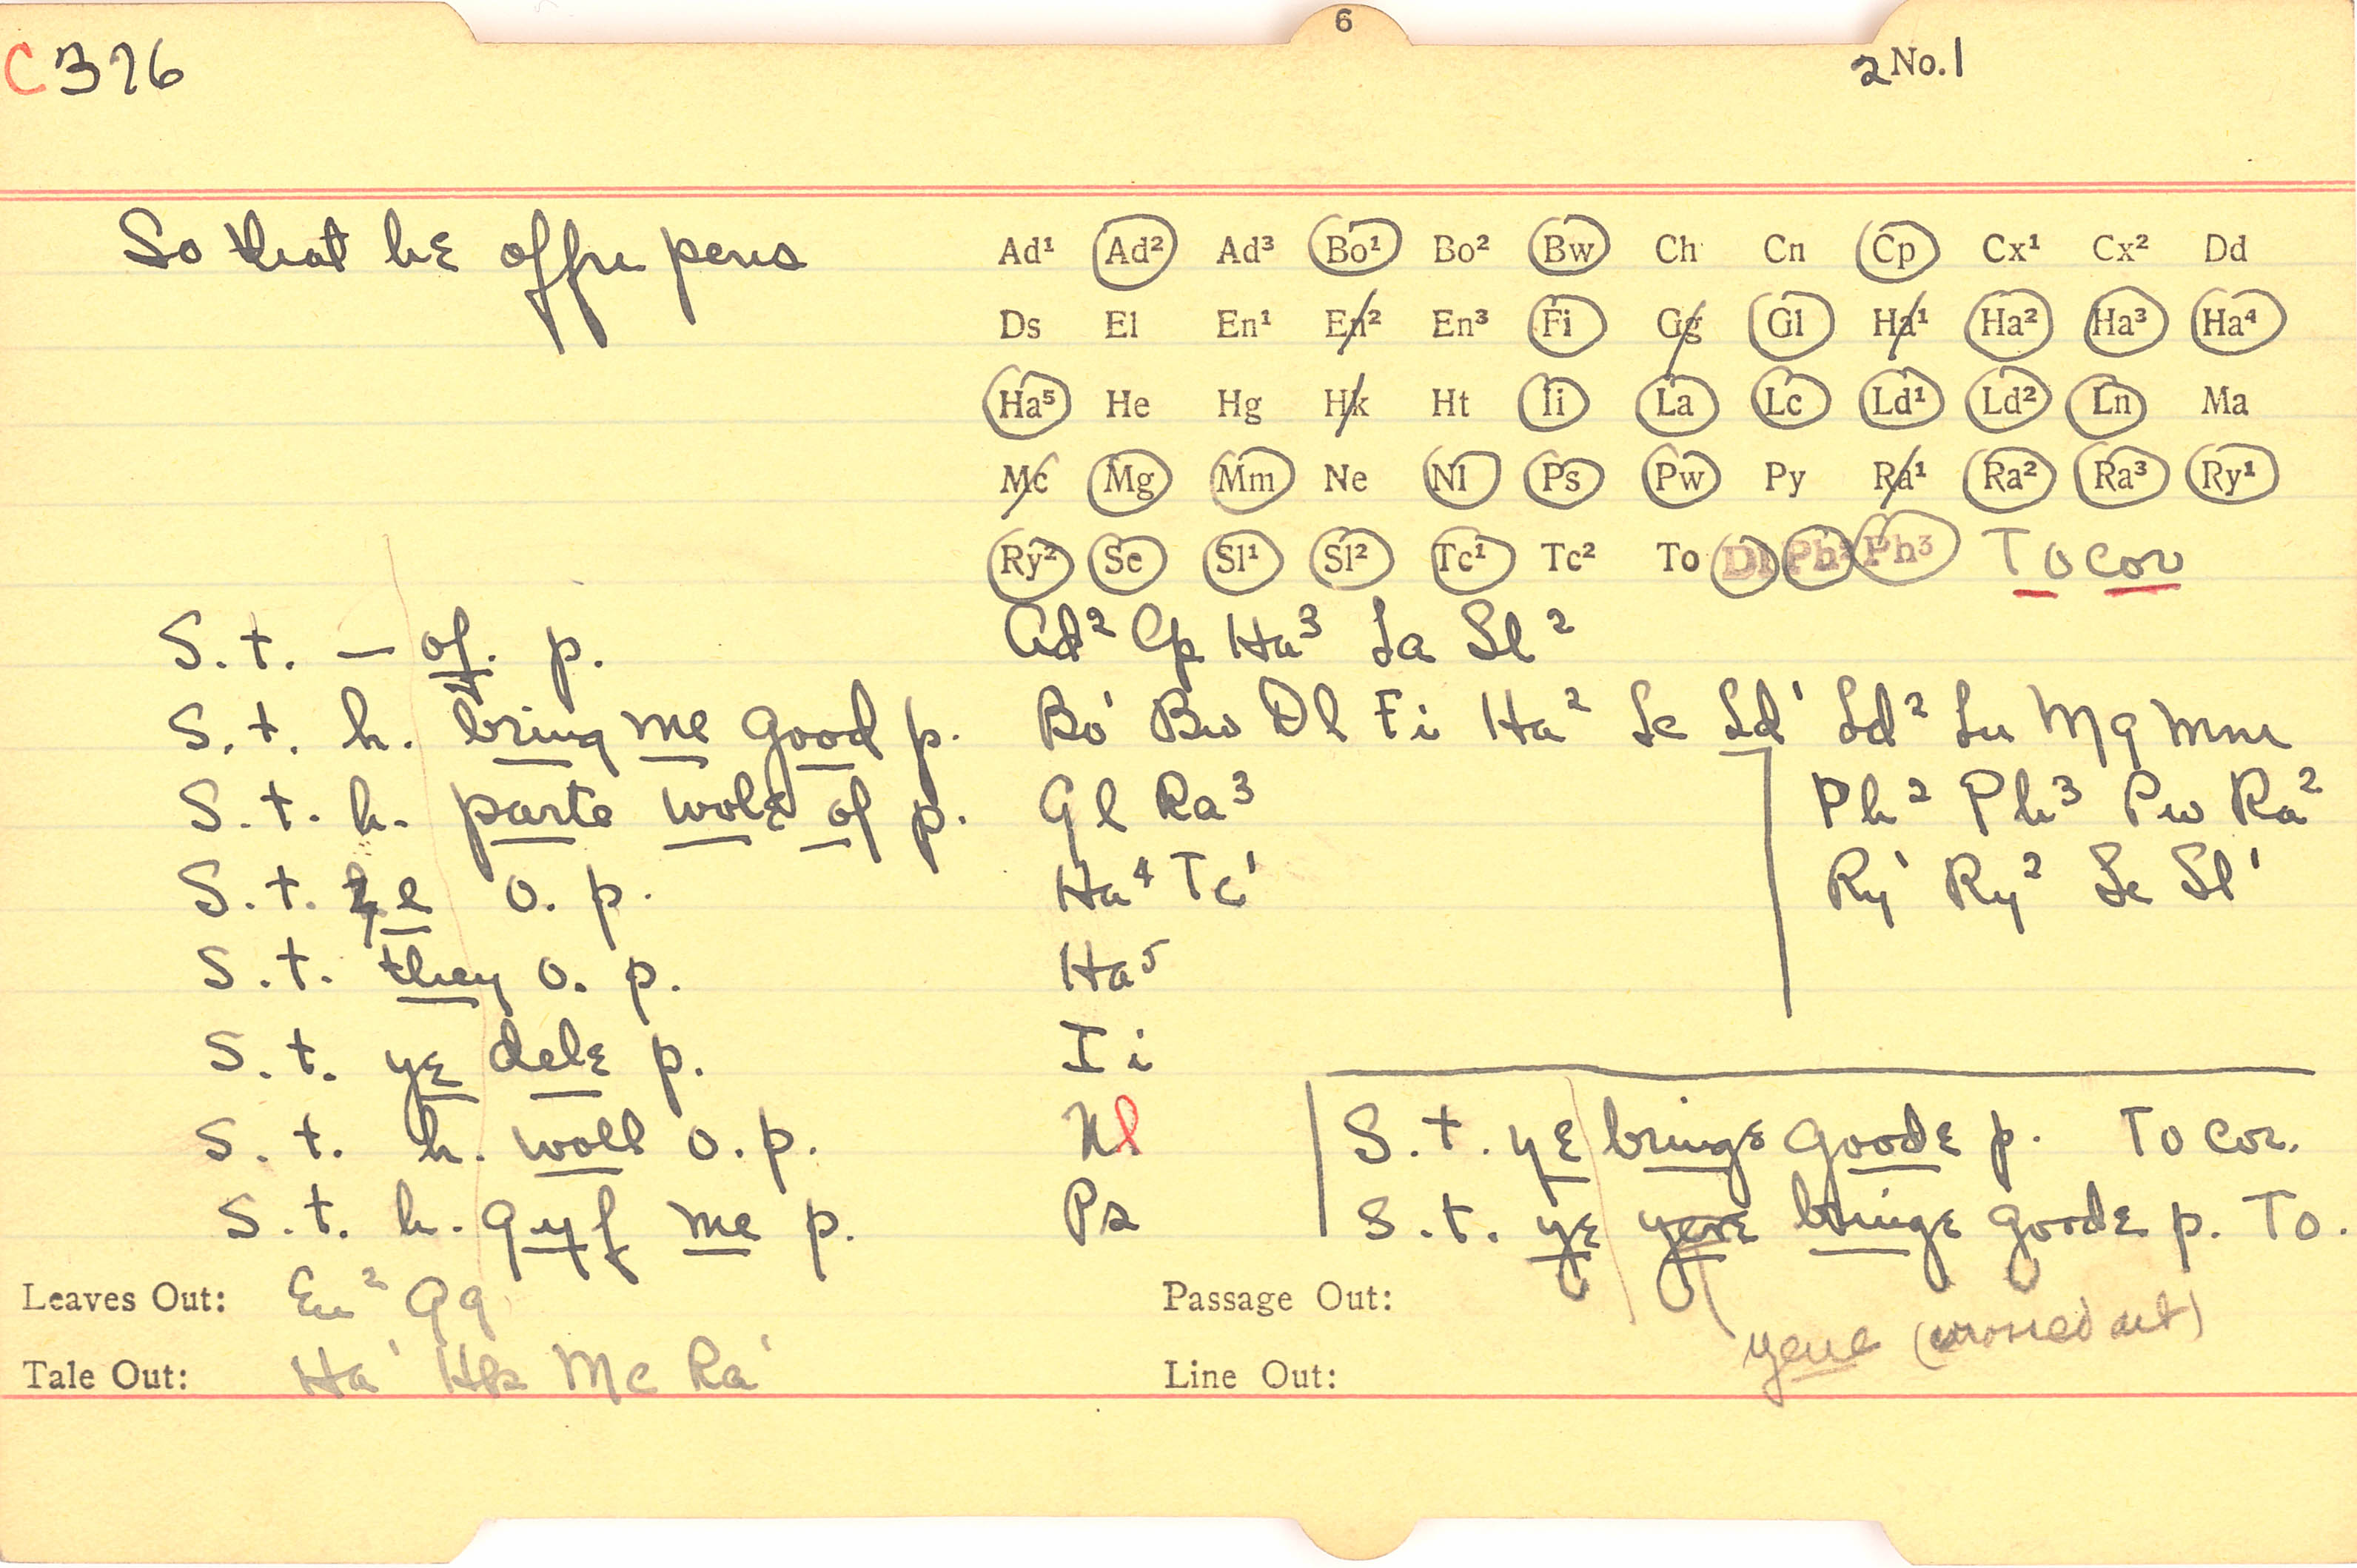 6
C 376
2 No. 1
So that he offre pens
Ad¹ Ad² Ad³ Bo¹ Bo² Bw Ch Cn Cp Cx¹ Cx² Dd
Ds El En¹ En² En³ Fi Gg Gl Ha¹ Ha² Ha³ Ha⁴
Ha⁵ He Hg Hk Ht Ii La Lc Ld¹ Ld² Ln Ma
Mc Mg Mm Ne Nl Ps Pw Py Ra¹ Ra² Ra³ Ry¹
Ry² Se Sl¹ Sl² Tc¹ Tc² To Dl Ph² Ph³ To cor
S. t. — of. p. Ad² Cp Ha³ La Sl²
S. t. h. bring me good p. Bo¹ Bw Dl Fi Ha² Lc Ld¹ Ld² Ln Mg Mm
Ph² Ph³ Pw Ra²
Ry¹ Ry² Se Sl¹
S. t. h. parte wole of p. Gl Ra³
S. t. o. p. Ha⁴ Tc¹
S. t. they o. p. Ha⁵
S. t. ye dele p. Ii
S. t. h. woll o. p. Nl
S. t. h. gyf me p. Ps
S. t. ye bringe goode p. To cor.
S. t. ye yeve bringe goode p. To.
yeue (crossed out)
Leaves Out: En² Gg
Passage Out:
Tale Out: Ha¹ Hk Mc Ra¹
Line Out: